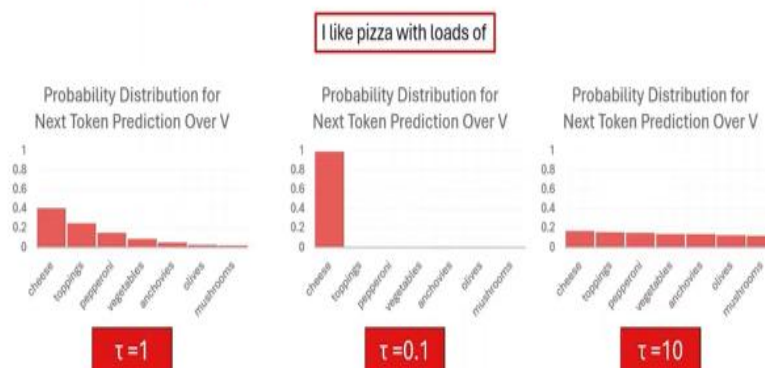 I like pizza with loads of
Probability Distribution for
Next Token Prediction Over V
1
0.8
0.6
0.4
0.2
0
cheese
toppings
pepperoni
vegetables
anchovies
olives
mushrooms
τ =1
Probability Distribution for
Next Token Prediction Over V
1
0.8
0.6
0.4
0.2
0
cheese
toppings
pepperoni
vegetables
anchovies
olives
mushrooms
τ =0.1
Probability Distribution for
Next Token Prediction Over V
1
0.8
0.6
0.4
0.2
0
cheese
toppings
pepperoni
vegetables
anchovies
olives
mushrooms
τ =10